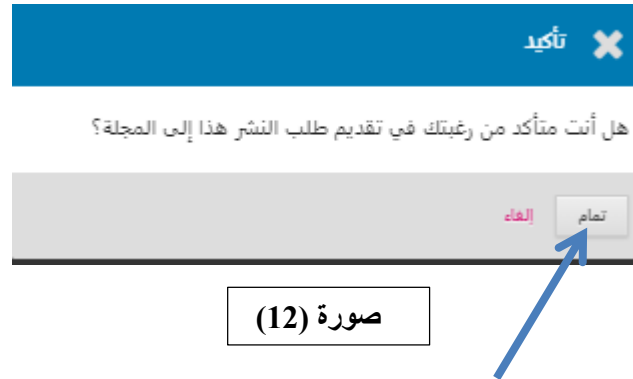 تأكيد
هل أنت متأكد من رغبتك في تقديم طلب النشر هذا إلى المجلة؟
تمام إلغاء
صورة (12)